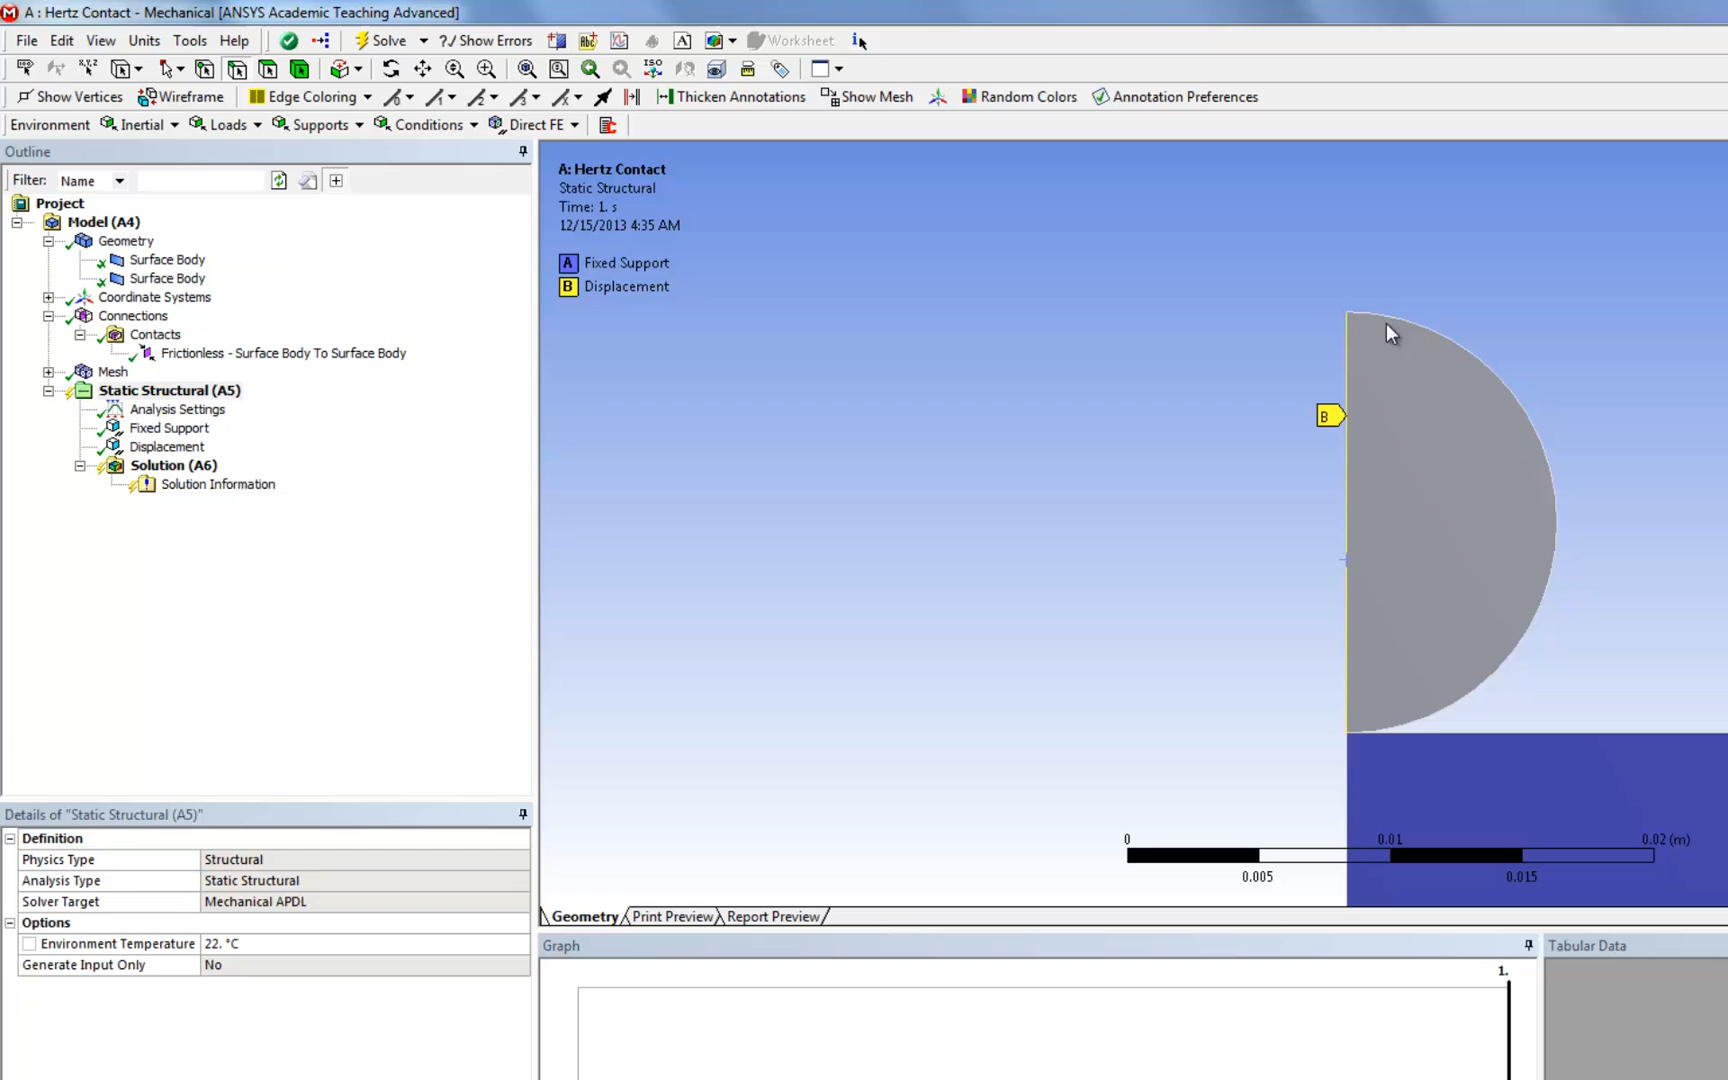 A : Hertz Contact - Mechanical [ANSYS Academic Teaching Advanced]
File Edit View Units Tools Help Solve ?/ Show Errors Worksheet
Show Vertices Wireframe Edge Coloring Thicken Annotations Show Mesh Random Colors Annotation Preferences
Environment Inertial Loads Supports Conditions Direct FE
Outline
Filter: Name
Project
Model (A4)
Geometry
Surface Body
Surface Body
Coordinate Systems
Connections
Contacts
Frictionless - Surface Body To Surface Body
Mesh
Static Structural (A5)
Analysis Settings
Fixed Support
Displacement
Solution (A6)
Solution Information
Details of "Static Structural (A5)"
Definition
Physics Type Structural
Analysis Type Static Structural
Solver Target Mechanical APDL
Options
Environment Temperature 22. °C
Generate Input Only No
A: Hertz Contact
Static Structural
Time: 1. s
12/15/2013 4:35 AM
A Fixed Support
B Displacement
B
0 0.01 0.02 (m)
0.005 0.015
Geometry Print Preview Report Preview
Graph
1.
Tabular Data